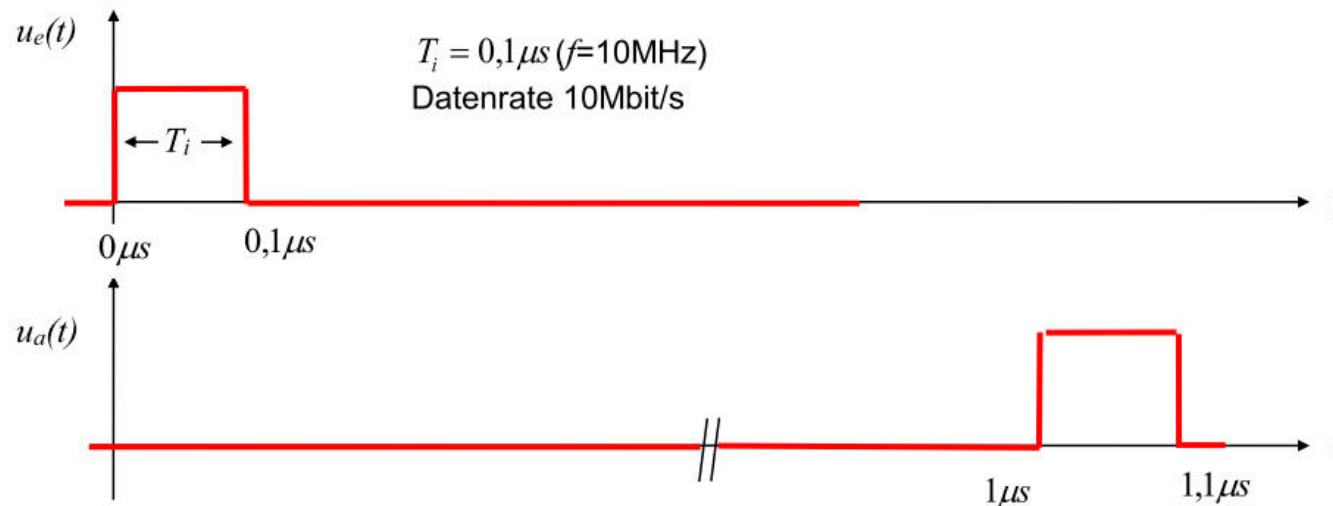 u_e(t)
T_i = 0,1μs (f=10MHz)
Datenrate 10Mbit/s
T_i
0μs
0,1μs
u_a(t)
1μs
1,1μs